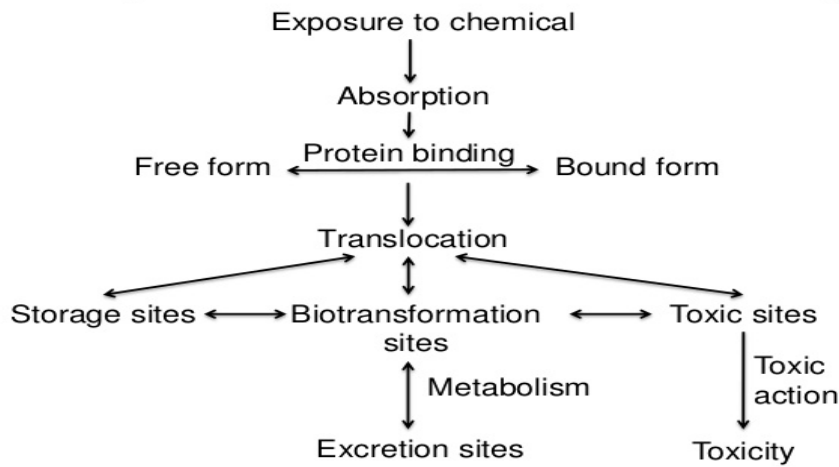 Exposure to chemical
Absorption
Protein binding
Free form
Bound form
Translocation
Storage sites
Biotransformation
sites
Toxic sites
Metabolism
Toxic
action
Excretion sites
Toxicity